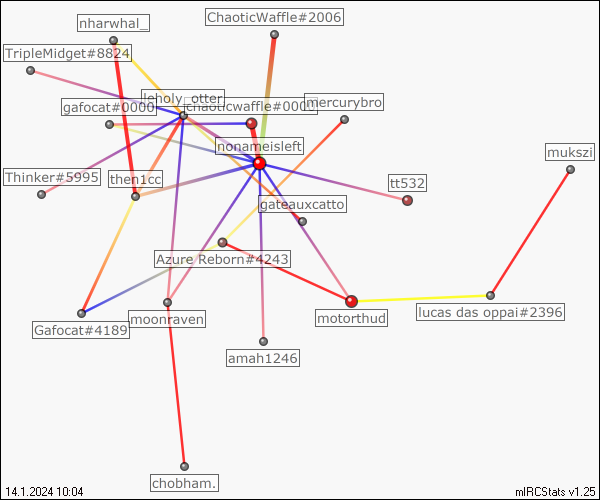 ChaoticWaffle#2006
nharwhal_
TripleMidget#8824
leholy_otter
gafocat#0000
chaoticwaffle#0000
mercurybro
nonameisleft
mukszi
Thinker#5995
then1cc
tt532
gateauxcatto
Azure Reborn#4243
lucas das oppai#2396
moonraven
motorthud
Gafocat#4189
amah1246
chobham.
14.1.2024 10:04
mIRCStats v1.25